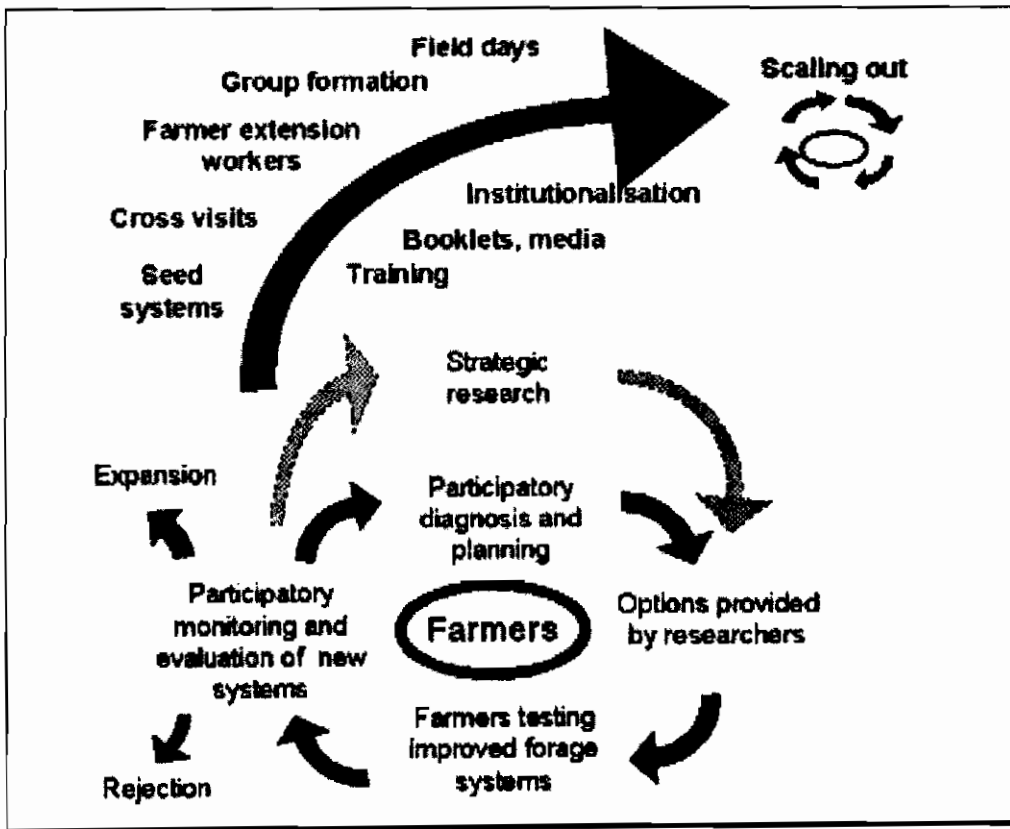 Field days
Scaling out
Group formation
Farmer extension
workers
Institutionalisation
Cross visits
Booklets, media
Seed
systems
Training
Strategic
research
Expansion
Participatory
diagnosis and
planning
Participatory
monitoring and
evaluation of new
systems
Farmers
Options provided
by researchers
Farmers testing
improved forage
systems
Rejection